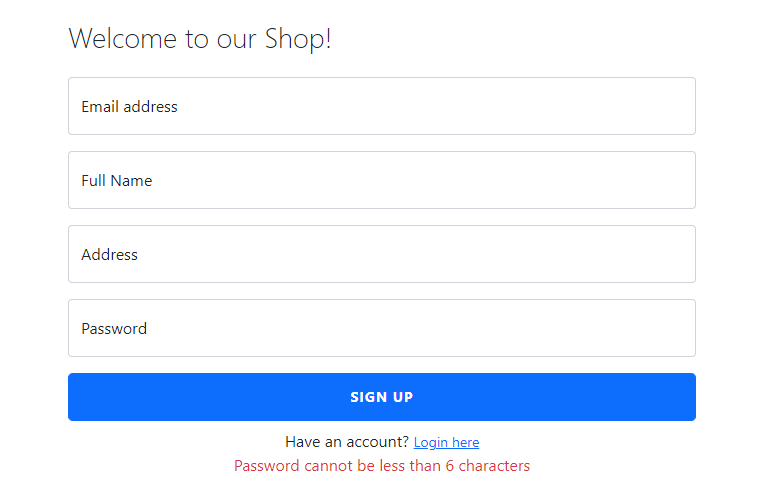 Welcome to our Shop!
Email address
Full Name
Address
Password
SIGN UP
Have an account? Login here
Password cannot be less than 6 characters